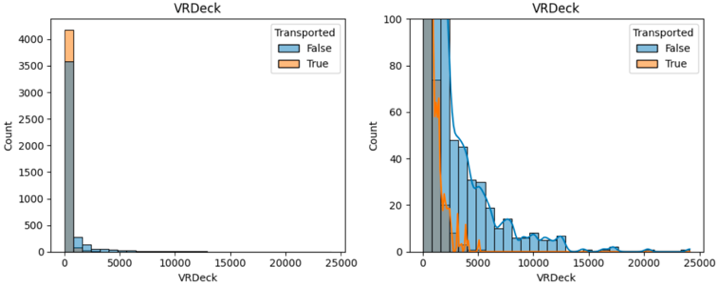 VRDeck
Transported
False
True
Count
4000
3500
3000
2500
2000
1500
1000
500
0
0
5000
10000
15000
20000
25000
VRDeck
VRDeck
Transported
False
True
Count
100
80
60
40
20
0
0
5000
10000
15000
20000
25000
VRDeck